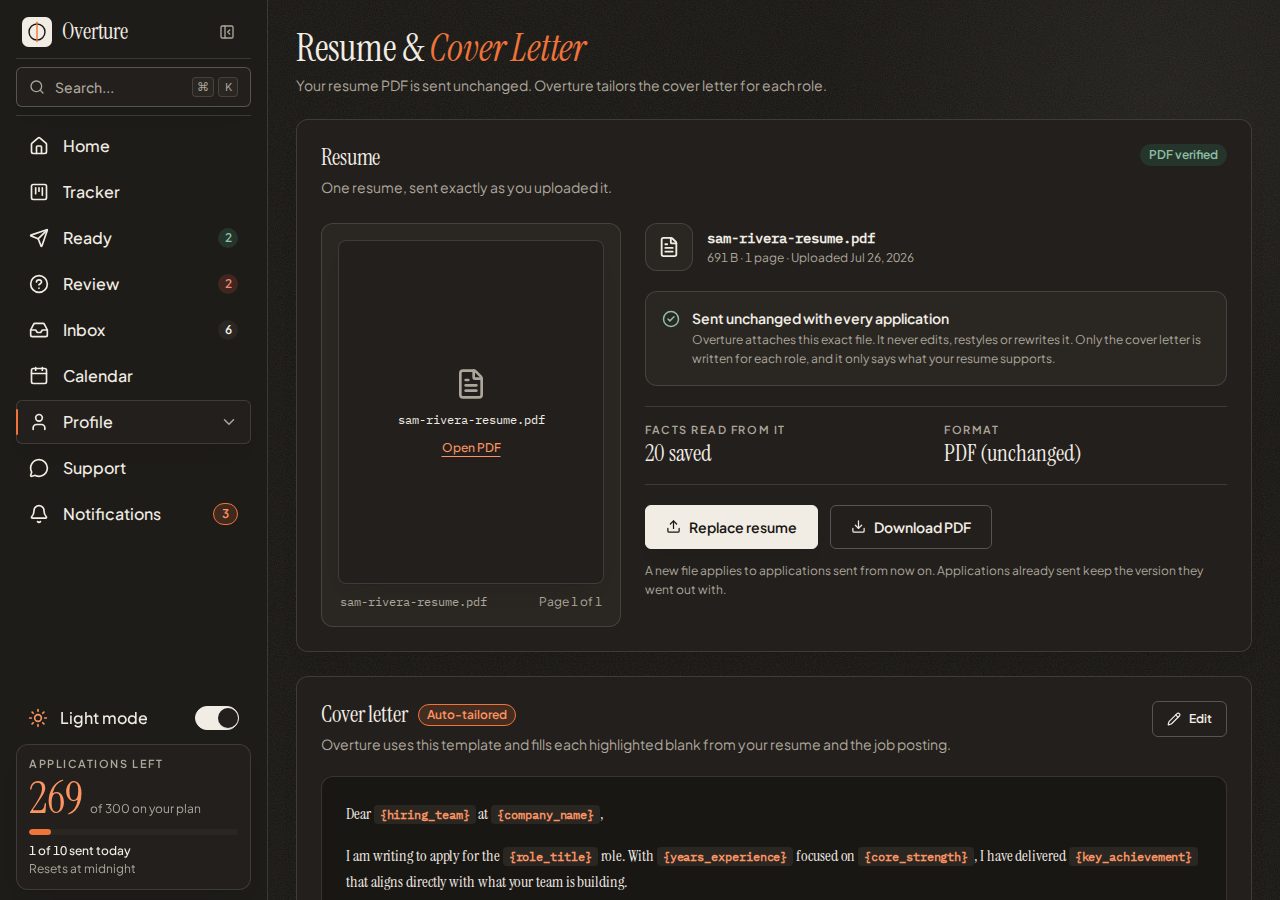 Overture
Search...
⌘ K
Home
Tracker
Ready 2
Review 2
Inbox 6
Calendar
Profile
Support
Notifications 3
Light mode
APPLICATIONS LEFT
269 of 300 on your plan
1 of 10 sent today
Resets at midnight
Resume & Cover Letter
Your resume PDF is sent unchanged. Overture tailors the cover letter for each role.
Resume
PDF verified
One resume, sent exactly as you uploaded it.
sam-rivera-resume.pdf
Open PDF
sam-rivera-resume.pdf
Page 1 of 1
sam-rivera-resume.pdf
691 B · 1 page · Uploaded Jul 26, 2026
Sent unchanged with every application
Overture attaches this exact file. It never edits, restyles or rewrites it. Only the cover letter is
written for each role, and it only says what your resume supports.
FACTS READ FROM IT
20 saved
FORMAT
PDF (unchanged)
Replace resume
Download PDF
A new file applies to applications sent from now on. Applications already sent keep the version they
went out with.
Cover letter
Auto-tailored
Edit
Overture uses this template and fills each highlighted blank from your resume and the job posting.
Dear {hiring_team} at {company_name},
I am writing to apply for the {role_title} role. With {years_experience} focused on {core_strength}, I have delivered {key_achievement}
that aligns directly with what your team is building.